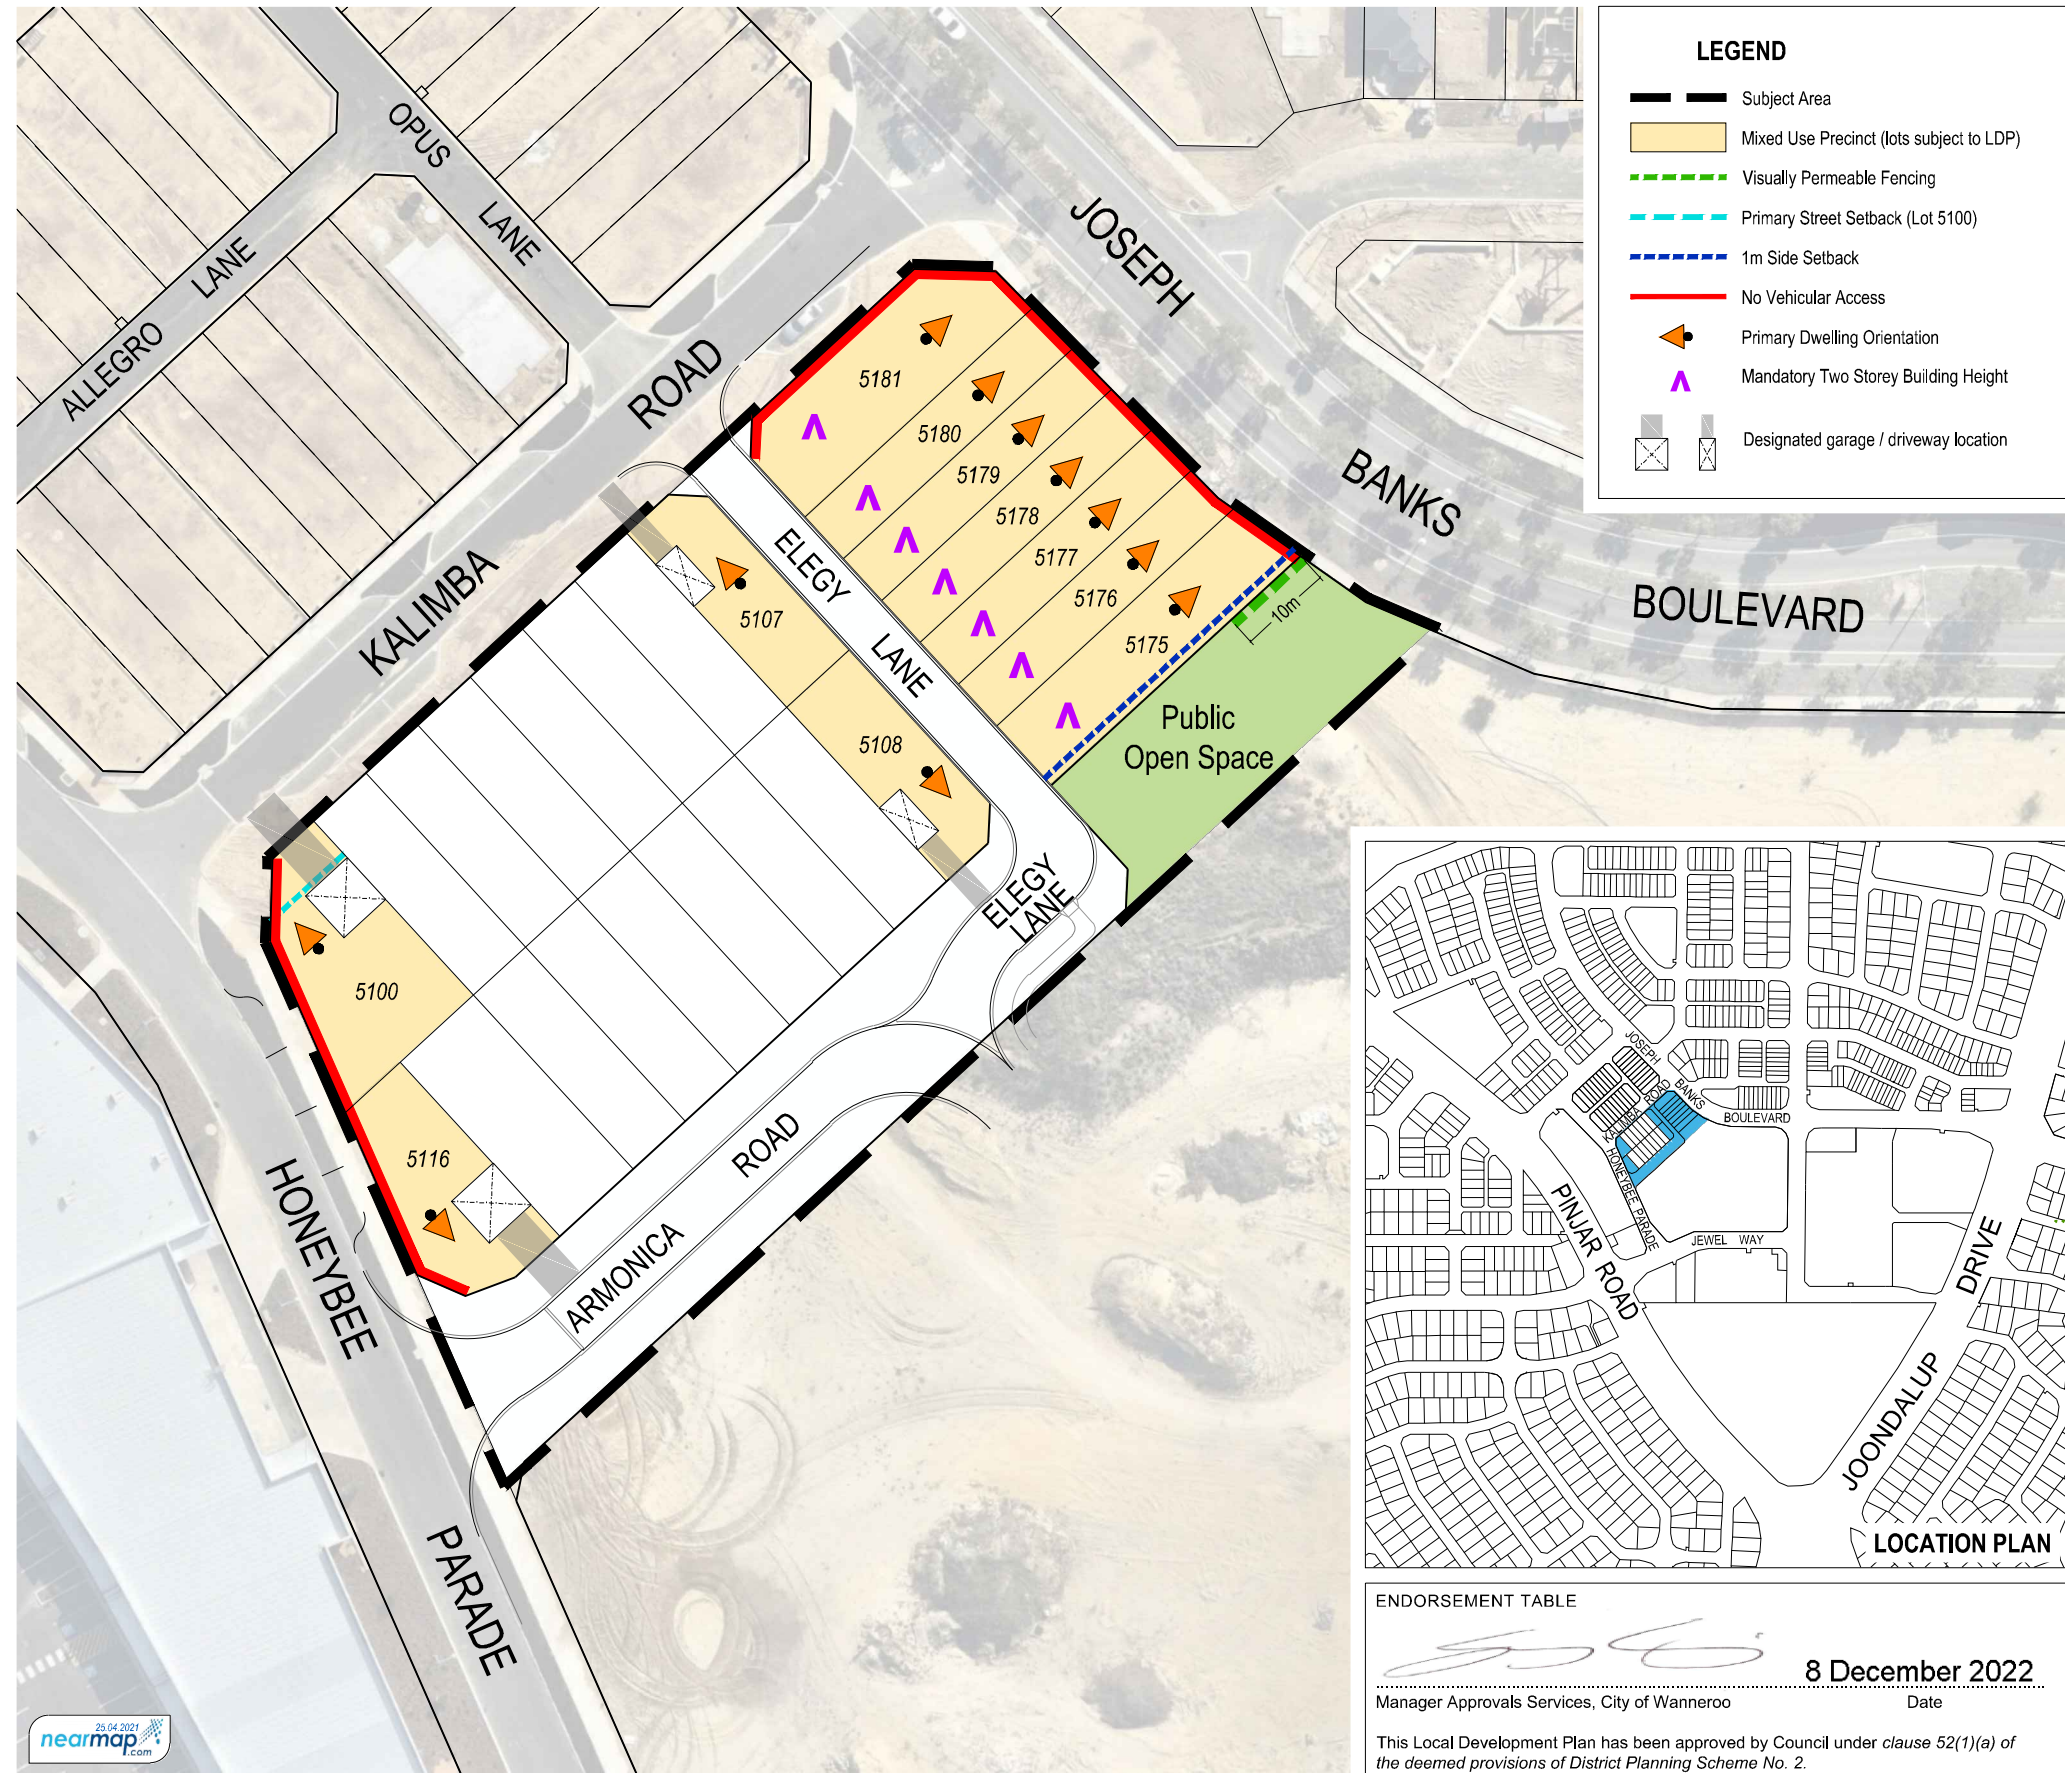 LEGEND
Subject Area
Mixed Use Precinct (lots subject to LDP)
Visually Permeable Fencing
Primary Street Setback (Lot 5100)
1m Side Setback
No Vehicular Access
Primary Dwelling Orientation
Mandatory Two Storey Building Height
Designated garage / driveway location
OPUS
LANE
ALLEGRO
LANE
KALIMBA
ROAD
JOSEPH
BANKS
BOULEVARD
5181
5180
5179
5178
5177
5176
5175
10m
ELEGY
LANE
5107
5108
Public
Open Space
ELEGY
LANE
5100
5116
ARMONICA
ROAD
HONEYBEE
PARADE
JOSEPH
BANKS
BOULEVARD
KALIMBA
ROAD
HONEYBEE PARADE
PINJAR ROAD
JEWEL WAY
JOONDALUP
DRIVE
LOCATION PLAN
ENDORSEMENT TABLE
8 December 2022
Manager Approvals Services, City of Wanneroo
Date
This Local Development Plan has been approved by Council under clause 52(1)(a) of
the deemed provisions of District Planning Scheme No. 2.
25.04.2021
nearmap
.com